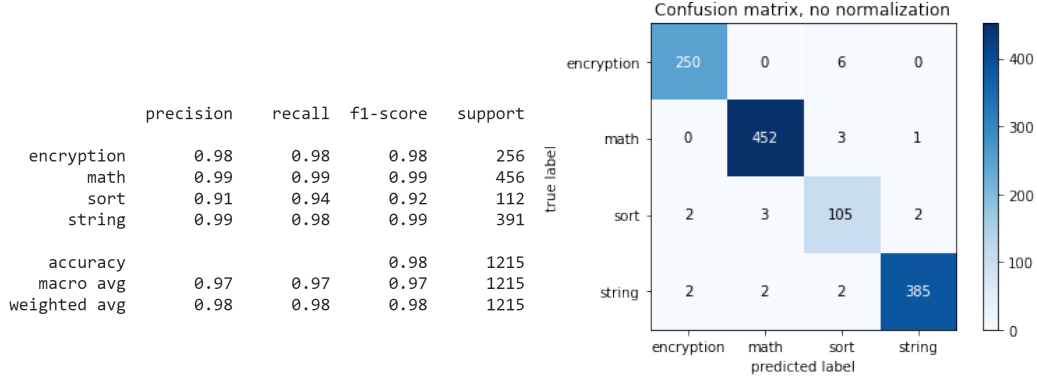 precision recall f1-score support
encryption 0.98 0.98 0.98 256
math 0.99 0.99 0.99 456
sort 0.91 0.94 0.92 112
string 0.99 0.98 0.99 391
accuracy 0.98 1215
macro avg 0.97 0.97 0.97 1215
weighted avg 0.98 0.98 0.98 1215
Confusion matrix, no normalization
true label
encryption 250 0 6 0
math 0 452 3 1
sort 2 3 105 2
string 2 2 2 385
encryption math sort string
predicted label
400
300
200
100
0